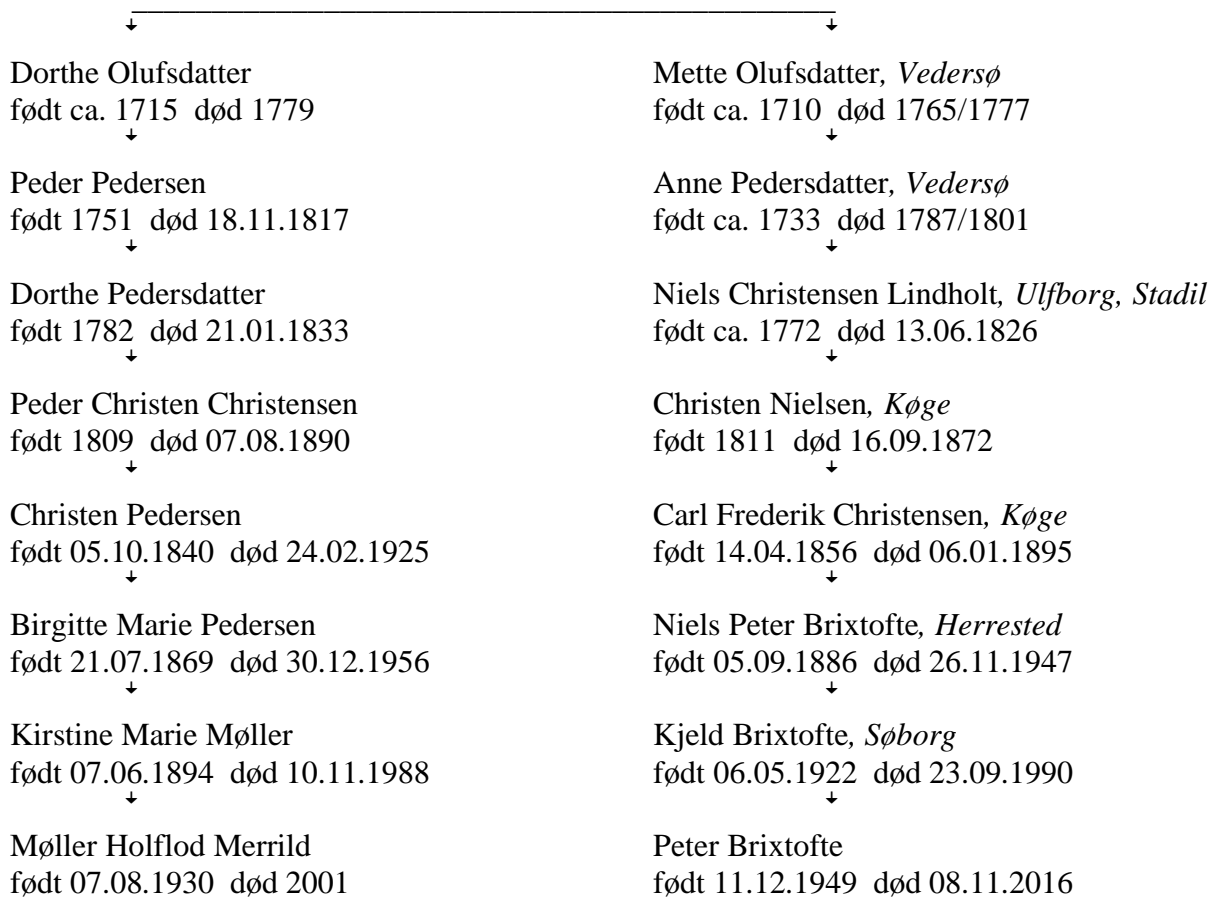 Dorthe Olufsdatter
født ca. 1715 død 1779
Peder Pedersen
født 1751 død 18.11.1817
Dorthe Pedersdatter
født 1782 død 21.01.1833
Peder Christen Christensen
født 1809 død 07.08.1890
Christen Pedersen
født 05.10.1840 død 24.02.1925
Birgitte Marie Pedersen
født 21.07.1869 død 30.12.1956
Kirstine Marie Møller
født 07.06.1894 død 10.11.1988
Møller Holflod Merrild
født 07.08.1930 død 2001
Mette Olufsdatter, Vedersø
født ca. 1710 død 1765/1777
Anne Pedersdatter, Vedersø
født ca. 1733 død 1787/1801
Niels Christensen Lindholt, Ulfborg, Stadil
født ca. 1772 død 13.06.1826
Christen Nielsen, Køge
født 1811 død 16.09.1872
Carl Frederik Christensen, Køge
født 14.04.1856 død 06.01.1895
Niels Peter Brixtofte, Herrested
født 05.09.1886 død 26.11.1947
Kjeld Brixtofte, Søborg
født 06.05.1922 død 23.09.1990
Peter Brixtofte
født 11.12.1949 død 08.11.2016